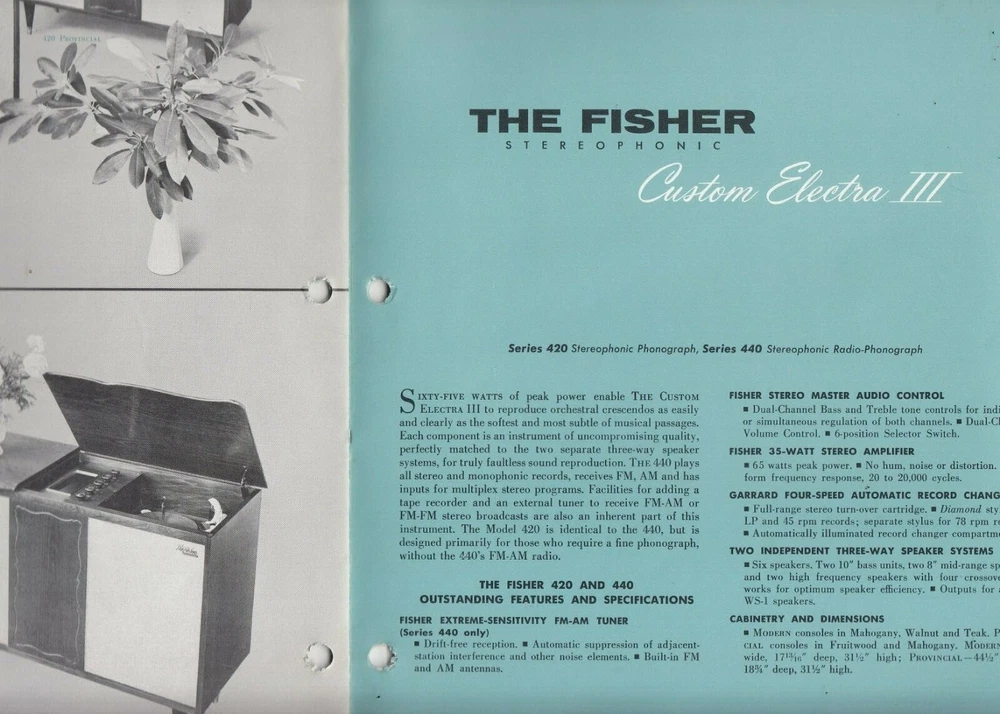 420 Provincial
THE FISHER
STEREOPHONIC
Custom Electra III
Series 420 Stereophonic Phonograph, Series 440 Stereophonic Radio-Phonograph
SIXTY-FIVE WATTS of peak power enable THE CUSTOM
ELECTRA III to reproduce orchestral crescendos as easily
and clearly as the softest and most subtle of musical passages.
Each component is an instrument of uncompromising quality,
perfectly matched to the two separate three-way speaker
systems, for truly faultless sound reproduction. THE 440 plays
all stereo and monophonic records, receives FM, AM and has
inputs for multiplex stereo programs. Facilities for adding a
tape recorder and an external tuner to receive FM-AM or
FM-FM stereo broadcasts are also an inherent part of this
instrument. The Model 420 is identical to the 440, but is
designed primarily for those who require a fine phonograph,
without the 440's FM-AM radio.
THE FISHER 420 AND 440
OUTSTANDING FEATURES AND SPECIFICATIONS
FISHER EXTREME-SENSITIVITY FM-AM TUNER
(Series 440 only)
■ Drift-free reception. ■ Automatic suppression of adjacent-
station interference and other noise elements. ■ Built-in FM
and AM antennas.
FISHER STEREO MASTER AUDIO CONTROL
■ Dual-Channel Bass and Treble tone controls for indi
or simultaneous regulation of both channels. ■ Dual-Ch
Volume Control. ■ 6-position Selector Switch.
FISHER 35-WATT STEREO AMPLIFIER
■ 65 watts peak power. ■ No hum, noise or distortion.
form frequency response, 20 to 20,000 cycles.
GARRARD FOUR-SPEED AUTOMATIC RECORD CHANG
■ Full-range stereo turn-over cartridge. ■ Diamond sty
LP and 45 rpm records; separate stylus for 78 rpm re
■ Automatically illuminated record changer compartme
TWO INDEPENDENT THREE-WAY SPEAKER SYSTEMS
■ Six speakers. Two 10" bass units, two 8" mid-range sp
and two high frequency speakers with four crossove
works for optimum speaker efficiency. ■ Outputs for
WS-1 speakers.
CABINETRY AND DIMENSIONS
■ MODERN consoles in Mahogany, Walnut and Teak. P
CIAL consoles in Fruitwood and Mahogany. MODERN
wide, 17 13/16" deep, 31½" high; PROVINCIAL—44½"
18¾" deep, 31½" high.